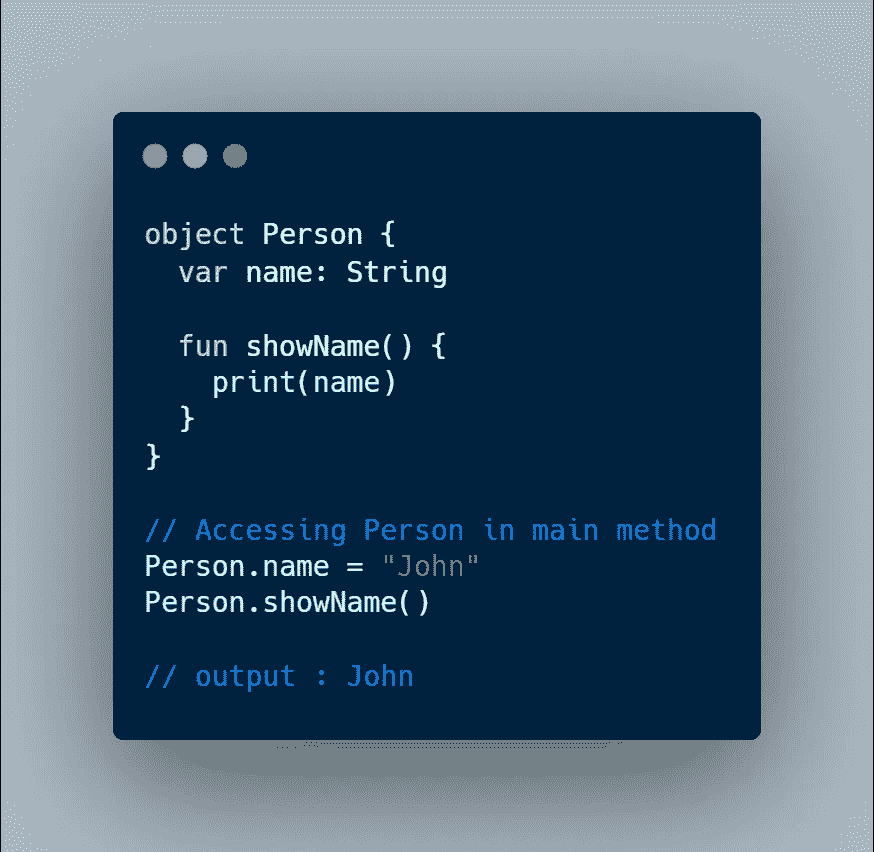 object Person {
  var name: String

  fun showName() {
    print(name)
  }
}

// Accessing Person in main method
Person.name = "John"
Person.showName()

// output : John